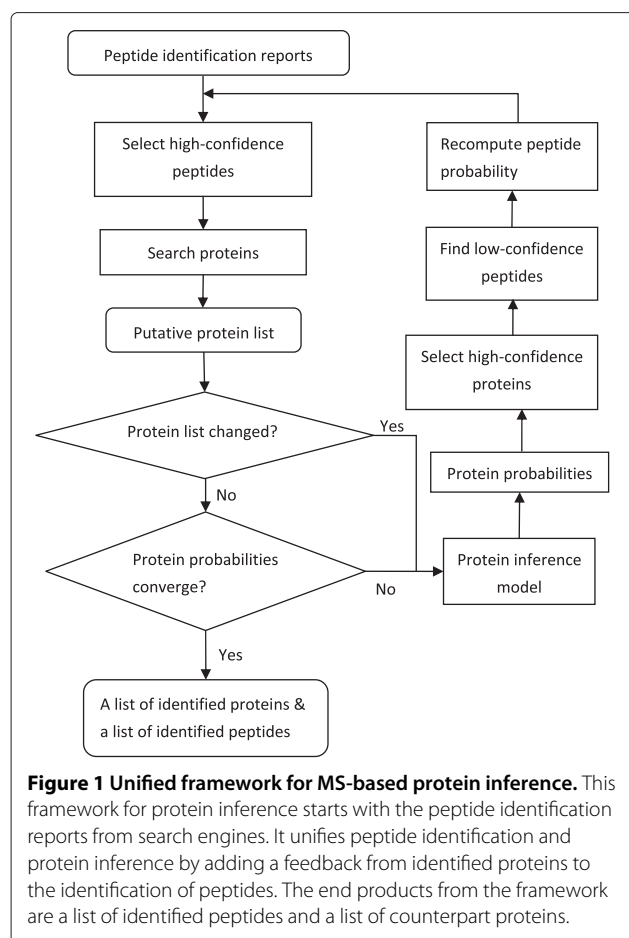 Peptide identification reports
Select high-confidence
peptides
Search proteins
Putative protein list
Protein list changed?
Yes
No
Protein probabilities
converge?
No
Yes
A list of identified proteins &
a list of identified peptides
Recompute peptide
probability
Find low-confidence
peptides
Select high-confidence
proteins
Protein probabilities
Protein inference
model
Figure 1 Unified framework for MS-based protein inference. This
framework for protein inference starts with the peptide identification
reports from search engines. It unifies peptide identification and
protein inference by adding a feedback from identified proteins to
the identification of peptides. The end products from the framework
are a list of identified peptides and a list of counterpart proteins.